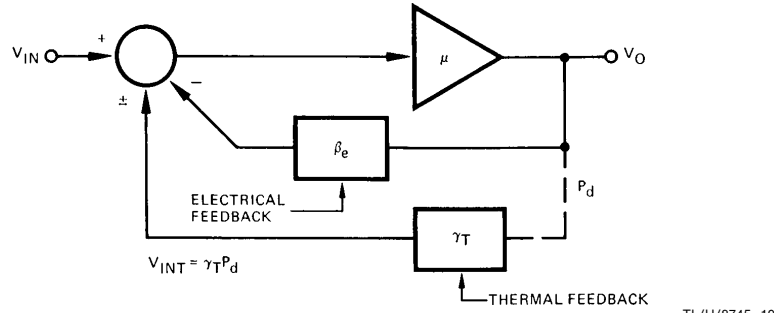 V_IN
+
±
−
μ
V_O
β_e
ELECTRICAL
FEEDBACK
P_d
γ_T
V_INT = γ_T P_d
THERMAL FEEDBACK